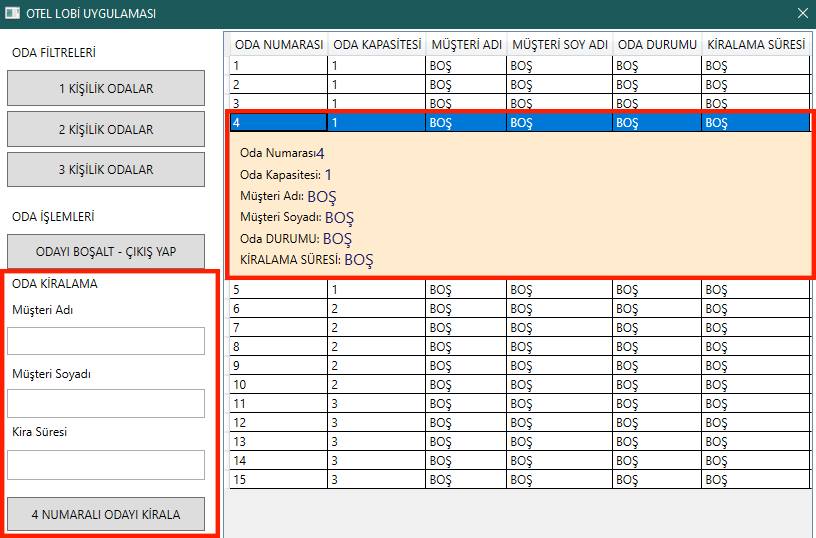 OTEL LOBİ UYGULAMASI
ODA FİLTRELERİ
1 KİŞİLİK ODALAR
2 KİŞİLİK ODALAR
3 KİŞİLİK ODALAR
ODA İŞLEMLERİ
ODAYI BOŞALT - ÇIKIŞ YAP
ODA KİRALAMA
Müşteri Adı
Müşteri Soyadı
Kira Süresi
4 NUMARALI ODAYI KİRALA
ODA NUMARASI ODA KAPASİTESİ MÜŞTERİ ADI MÜŞTERİ SOY ADI ODA DURUMU KİRALAMA SÜRESİ
1 1 BOŞ BOŞ BOŞ BOŞ
2 1 BOŞ BOŞ BOŞ BOŞ
3 1 BOŞ BOŞ BOŞ BOŞ
4 1 BOŞ BOŞ BOŞ BOŞ
Oda Numarası4
Oda Kapasitesi: 1
Müşteri Adı: BOŞ
Müşteri Soyadı: BOŞ
Oda DURUMU: BOŞ
KİRALAMA SÜRESİ: BOŞ
5 1 BOŞ BOŞ BOŞ BOŞ
6 2 BOŞ BOŞ BOŞ BOŞ
7 2 BOŞ BOŞ BOŞ BOŞ
8 2 BOŞ BOŞ BOŞ BOŞ
9 2 BOŞ BOŞ BOŞ BOŞ
10 2 BOŞ BOŞ BOŞ BOŞ
11 3 BOŞ BOŞ BOŞ BOŞ
12 3 BOŞ BOŞ BOŞ BOŞ
13 3 BOŞ BOŞ BOŞ BOŞ
14 3 BOŞ BOŞ BOŞ BOŞ
15 3 BOŞ BOŞ BOŞ BOŞ